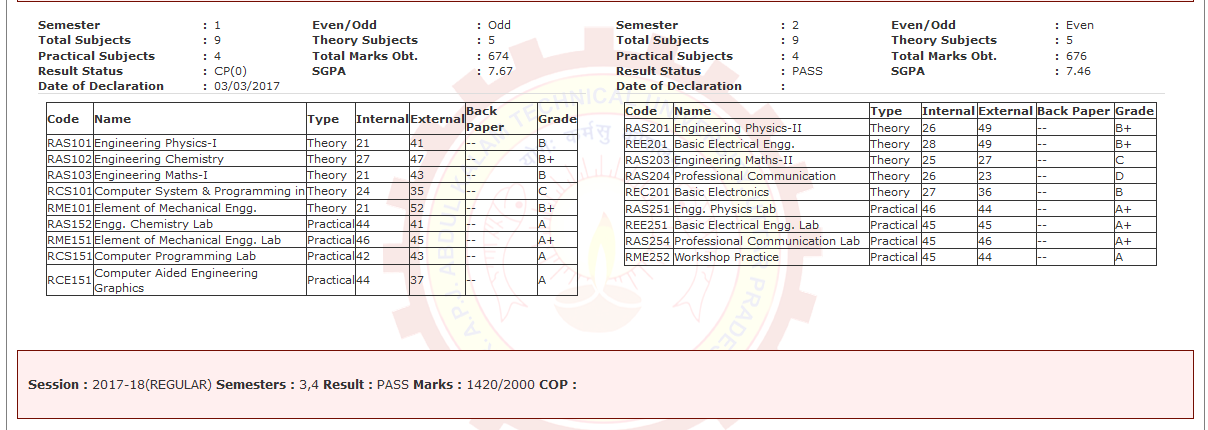 Semester : 1 Even/Odd : Odd
Total Subjects : 9 Theory Subjects : 5
Practical Subjects : 4 Total Marks Obt. : 674
Result Status : CP(0) SGPA : 7.67
Date of Declaration : 03/03/2017
Code Name Type Internal External Back Paper Grade
RAS101 Engineering Physics-I Theory 21 41 -- B
RAS102 Engineering Chemistry Theory 27 47 -- B+
RAS103 Engineering Maths-I Theory 21 43 -- B
RCS101 Computer System & Programming in Theory 24 35 -- C
RME101 Element of Mechanical Engg. Theory 21 52 -- B+
RAS152 Engg. Chemistry Lab Practical 44 41 -- A
RME151 Element of Mechanical Engg. Lab Practical 46 45 -- A+
RCS151 Computer Programming Lab Practical 42 43 -- A
RCE151 Computer Aided Engineering Graphics Practical 44 37 -- A
Semester : 2 Even/Odd : Even
Total Subjects : 9 Theory Subjects : 5
Practical Subjects : 4 Total Marks Obt. : 676
Result Status : PASS SGPA : 7.46
Date of Declaration :
Code Name Type Internal External Back Paper Grade
RAS201 Engineering Physics-II Theory 26 49 -- B+
REE201 Basic Electrical Engg. Theory 28 49 -- B+
RAS203 Engineering Maths-II Theory 25 27 -- C
RAS204 Professional Communication Theory 26 23 -- D
REC201 Basic Electronics Theory 27 36 -- B
RAS251 Engg. Physics Lab Practical 46 44 -- A+
REE251 Basic Electrical Engg. Lab Practical 45 45 -- A+
RAS254 Professional Communication Lab Practical 45 46 -- A+
RME252 Workshop Practice Practical 45 44 -- A
Session : 2017-18(REGULAR) Semesters : 3,4 Result : PASS Marks : 1420/2000 COP :